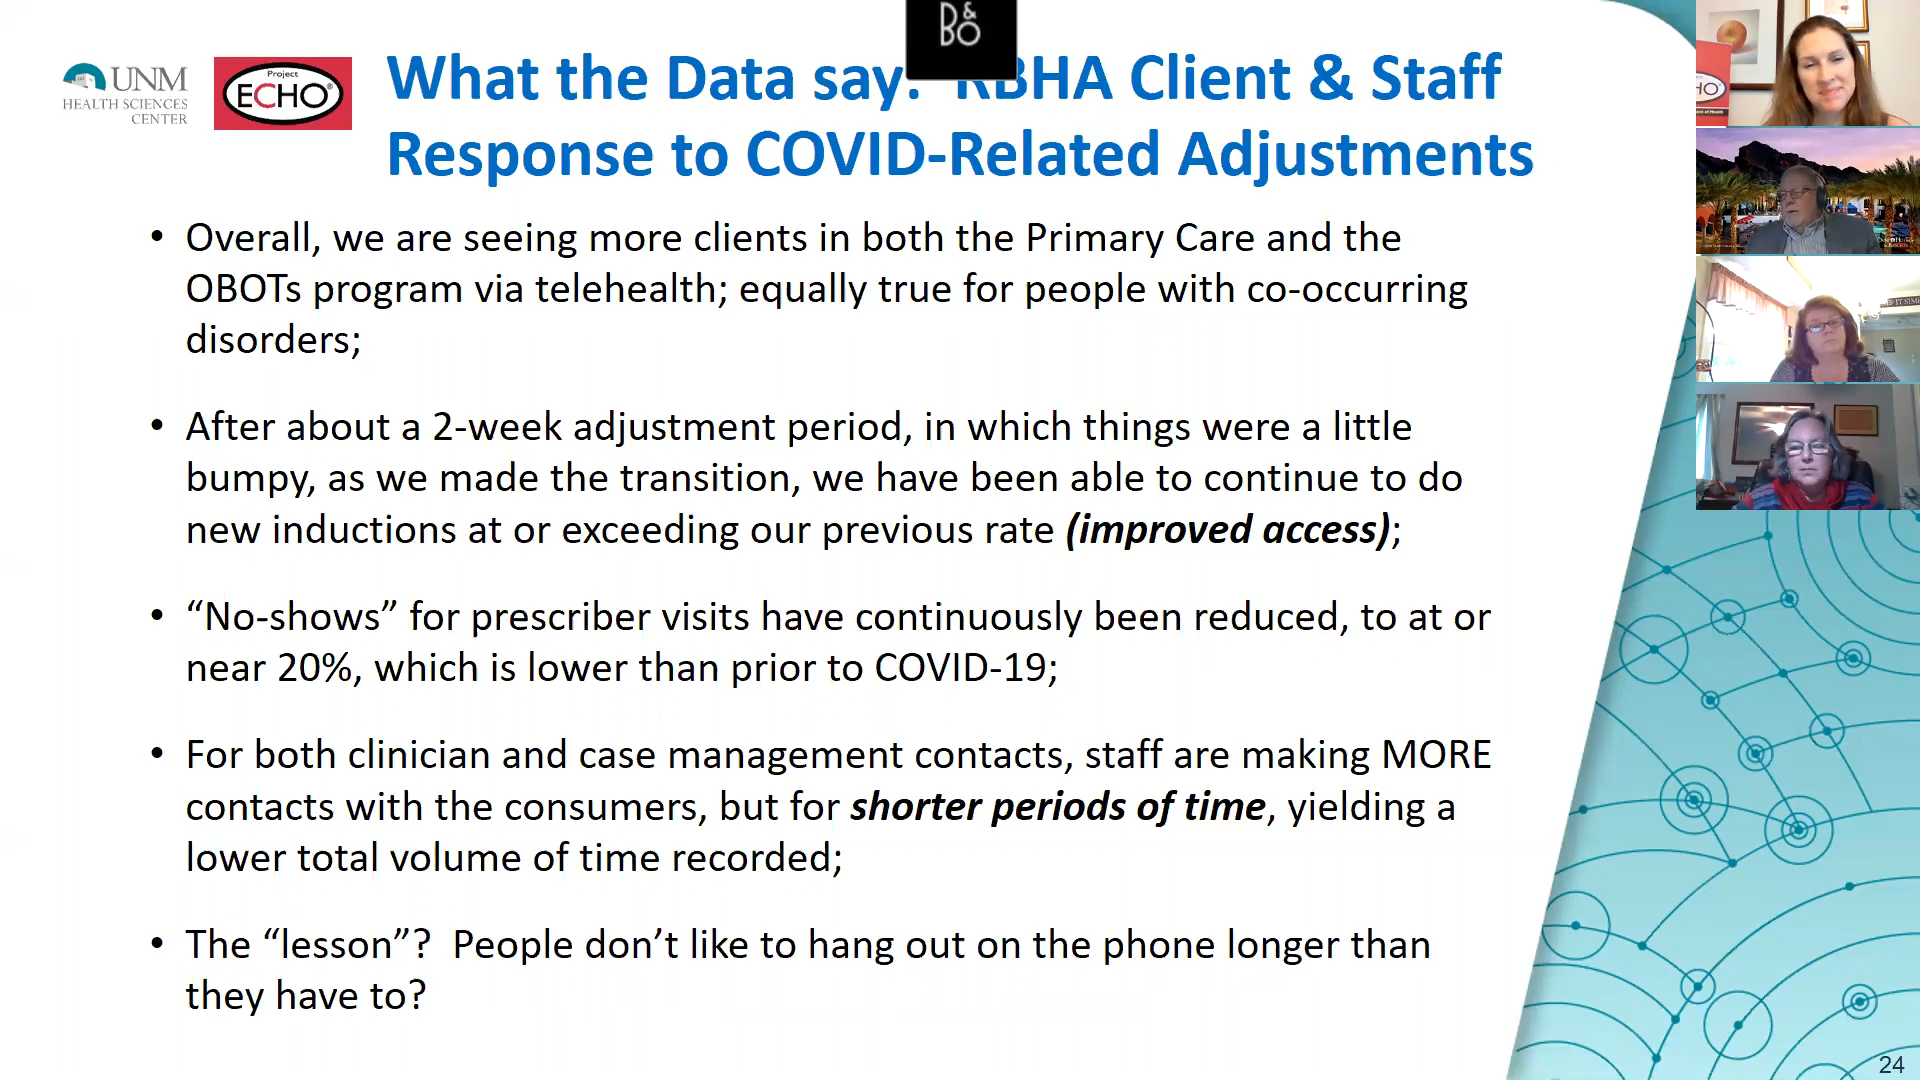 B&O
UNM
HEALTH SCIENCES
CENTER
Project
ECHO®
What the Data say: RBHA Client & Staff
Response to COVID-Related Adjustments
• Overall, we are seeing more clients in both the Primary Care and the
OBOTs program via telehealth; equally true for people with co-occurring
disorders;
• After about a 2-week adjustment period, in which things were a little
bumpy, as we made the transition, we have been able to continue to do
new inductions at or exceeding our previous rate (improved access);
• “No-shows” for prescriber visits have continuously been reduced, to at or
near 20%, which is lower than prior to COVID-19;
• For both clinician and case management contacts, staff are making MORE
contacts with the consumers, but for shorter periods of time, yielding a
lower total volume of time recorded;
• The “lesson”?  People don’t like to hang out on the phone longer than
they have to?
24